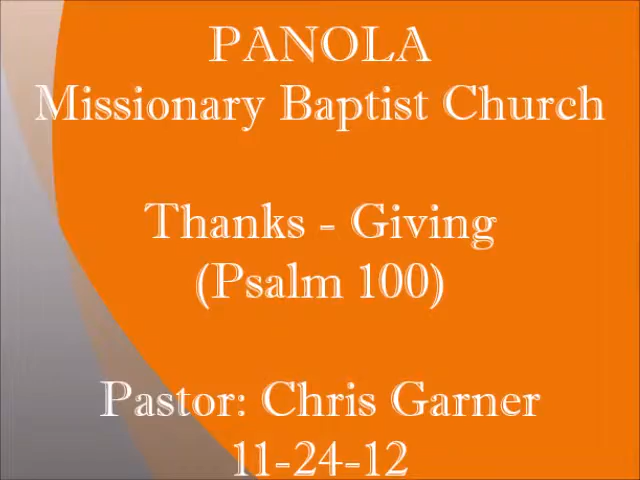 PANOLA
Missionary Baptist Church
Thanks - Giving
(Psalm 100)
Pastor: Chris Garner
11-24-12